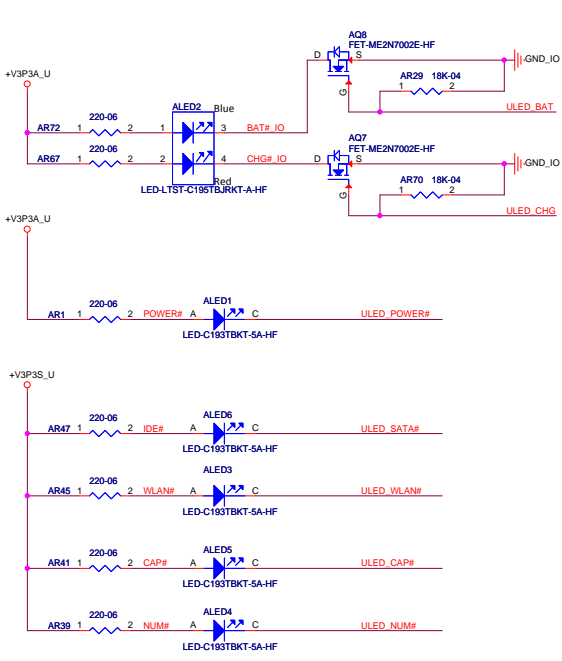 AQ8
FET-ME2N7002E-HF
D
S
+V3P3A_U
GND_IO
AR29 18K-04
1
2
G
ULED_BAT
ALED2 Blue
220-06
AR72 1 2 1 3 BAT#_IO
220-06
AR67 1 2 2 4 CHG#_IO
Red
LED-LTST-C195TBJRKT-A-HF
AQ7
FET-ME2N7002E-HF
D S
GND_IO
AR70 18K-04
1 2
G
ULED_CHG
+V3P3A_U
220-06
ALED1
AR1 1 2 POWER# A C ULED_POWER#
LED-C193TBKT-5A-HF
+V3P3S_U
220-06
ALED6
AR47 1 2 IDE# A C ULED_SATA#
LED-C193TBKT-5A-HF
220-06
ALED3
AR45 1 2 WLAN# A C ULED_WLAN#
LED-C193TBKT-5A-HF
220-06
ALED5
AR41 1 2 CAP# A C ULED_CAP#
LED-C193TBKT-5A-HF
220-06
ALED4
AR39 1 2 NUM# A C ULED_NUM#
LED-C193TBKT-5A-HF